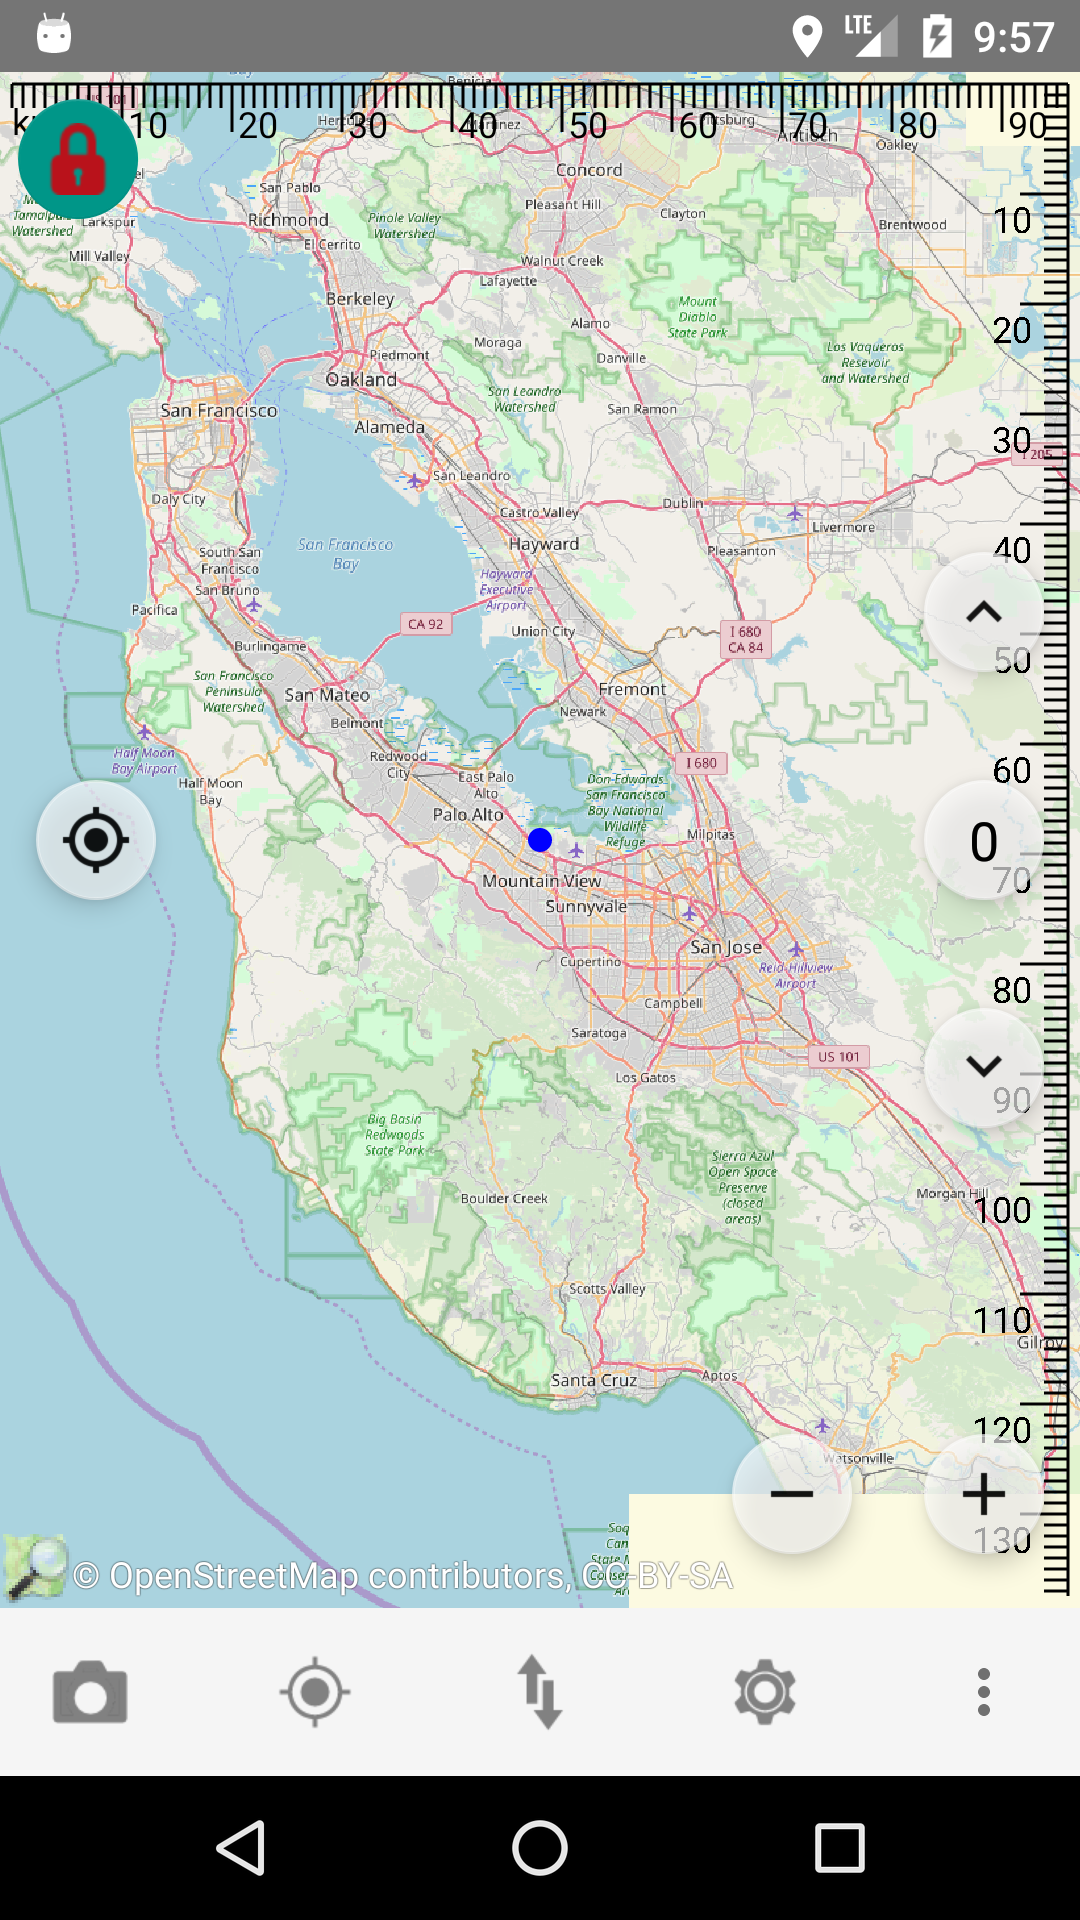 LTE 9:57
Benicia
US 101
10 20 30 40 50 60 70 80 90
Hercules
Martinez
Pittsburg
Antioch
Oakley
Concord
San Pablo
Pleasant Hill
Tamalpais
Watershed
Larkspur
Richmond
Pinole Valley
Watershed
Clayton
Brentwood
10
El Cerrito
Mill Valley
Walnut Creek
Lafayette
Berkeley
Mount
Diablo
State Park
Alamo
20
Moraga
Piedmont
Danville
Los Vaqueros
Resevoir
and Watershed
Oakland
San Leandro
Watershed
San Francisco
San Ramon
Alameda
30
I 205
San Leandro
Daly City
Castro Valley
Dublin
Livermore
San Francisco
Bay
Hayward
Pleasanton
40
South San
Francisco
San Bruno
Hayward
Executive
Airport
Pacifica
CA 92
Union City
I 680
CA 84
Burlingame
50
San Francisco
Peninsula
Watershed
San Mateo
Fremont
Newark
Belmont
Half Moon
Bay Airport
Redwood
City
I 680
60
Half Moon
Bay
East Palo
Alto
Don Edwards
San Francisco
Bay National
Wildlife
Refuge
Palo Alto
Milpitas
0
Mountain View
70
Sunnyvale
San Jose
Cupertino
Reid-Hillview
Airport
80
Campbell
Saratoga
US 101
Los Gatos
90
Big Basin
Redwoods
State Park
Sierra Azul
Open Space
Preserve
(closed
areas)
Boulder Creek
Morgan Hill
100
Scotts Valley
110
Gilroy
Santa Cruz
Aptos
120
Watsonville
130
© OpenStreetMap contributors, CC-BY-SA